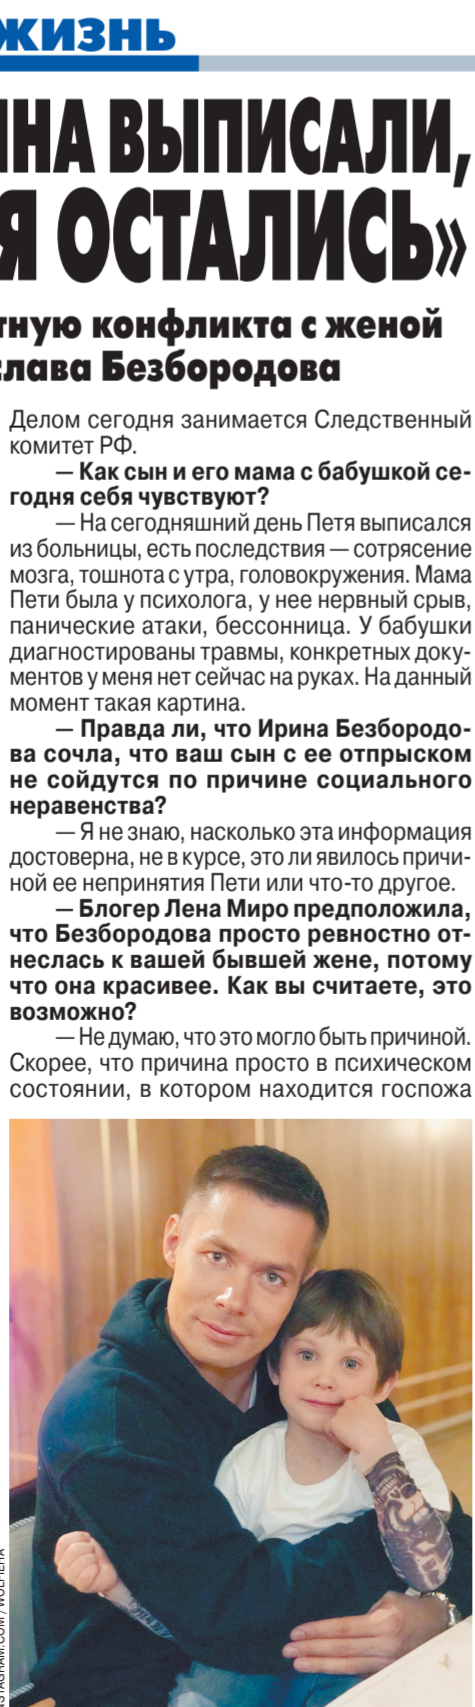 жизнь
НА ВЫПИСАЛИ,
Я ОСТАЛИСЬ»
тную конфликта с женой
слава Безбородова
Делом сегодня занимается Следственный
комитет РФ.
— Как сын и его мама с бабушкой се-
годня себя чувствуют?
— На сегодняшний день Петя выписался
из больницы, есть последствия — сотрясение
мозга, тошнота с утра, головокружения. Мама
Пети была у психолога, у нее нервный срыв,
панические атаки, бессонница. У бабушки
диагностированы травмы, конкретных доку-
ментов у меня нет сейчас на руках. На данный
момент такая картина.
— Правда ли, что Ирина Безбородо-
ва сочла, что ваш сын с ее отпрыском
не сойдутся по причине социального
неравенства?
— Я не знаю, насколько эта информация
достоверна, не в курсе, это ли явилось причи-
ной ее непринятия Пети или что-то другое.
— Блогер Лена Миро предположила,
что Безбородова просто ревностно от-
неслась к вашей бывшей жене, потому
что она красивее. Как вы считаете, это
возможно?
— Не думаю, что это могло быть причиной.
Скорее, что причина просто в психическом
состоянии, в котором находится госпожа